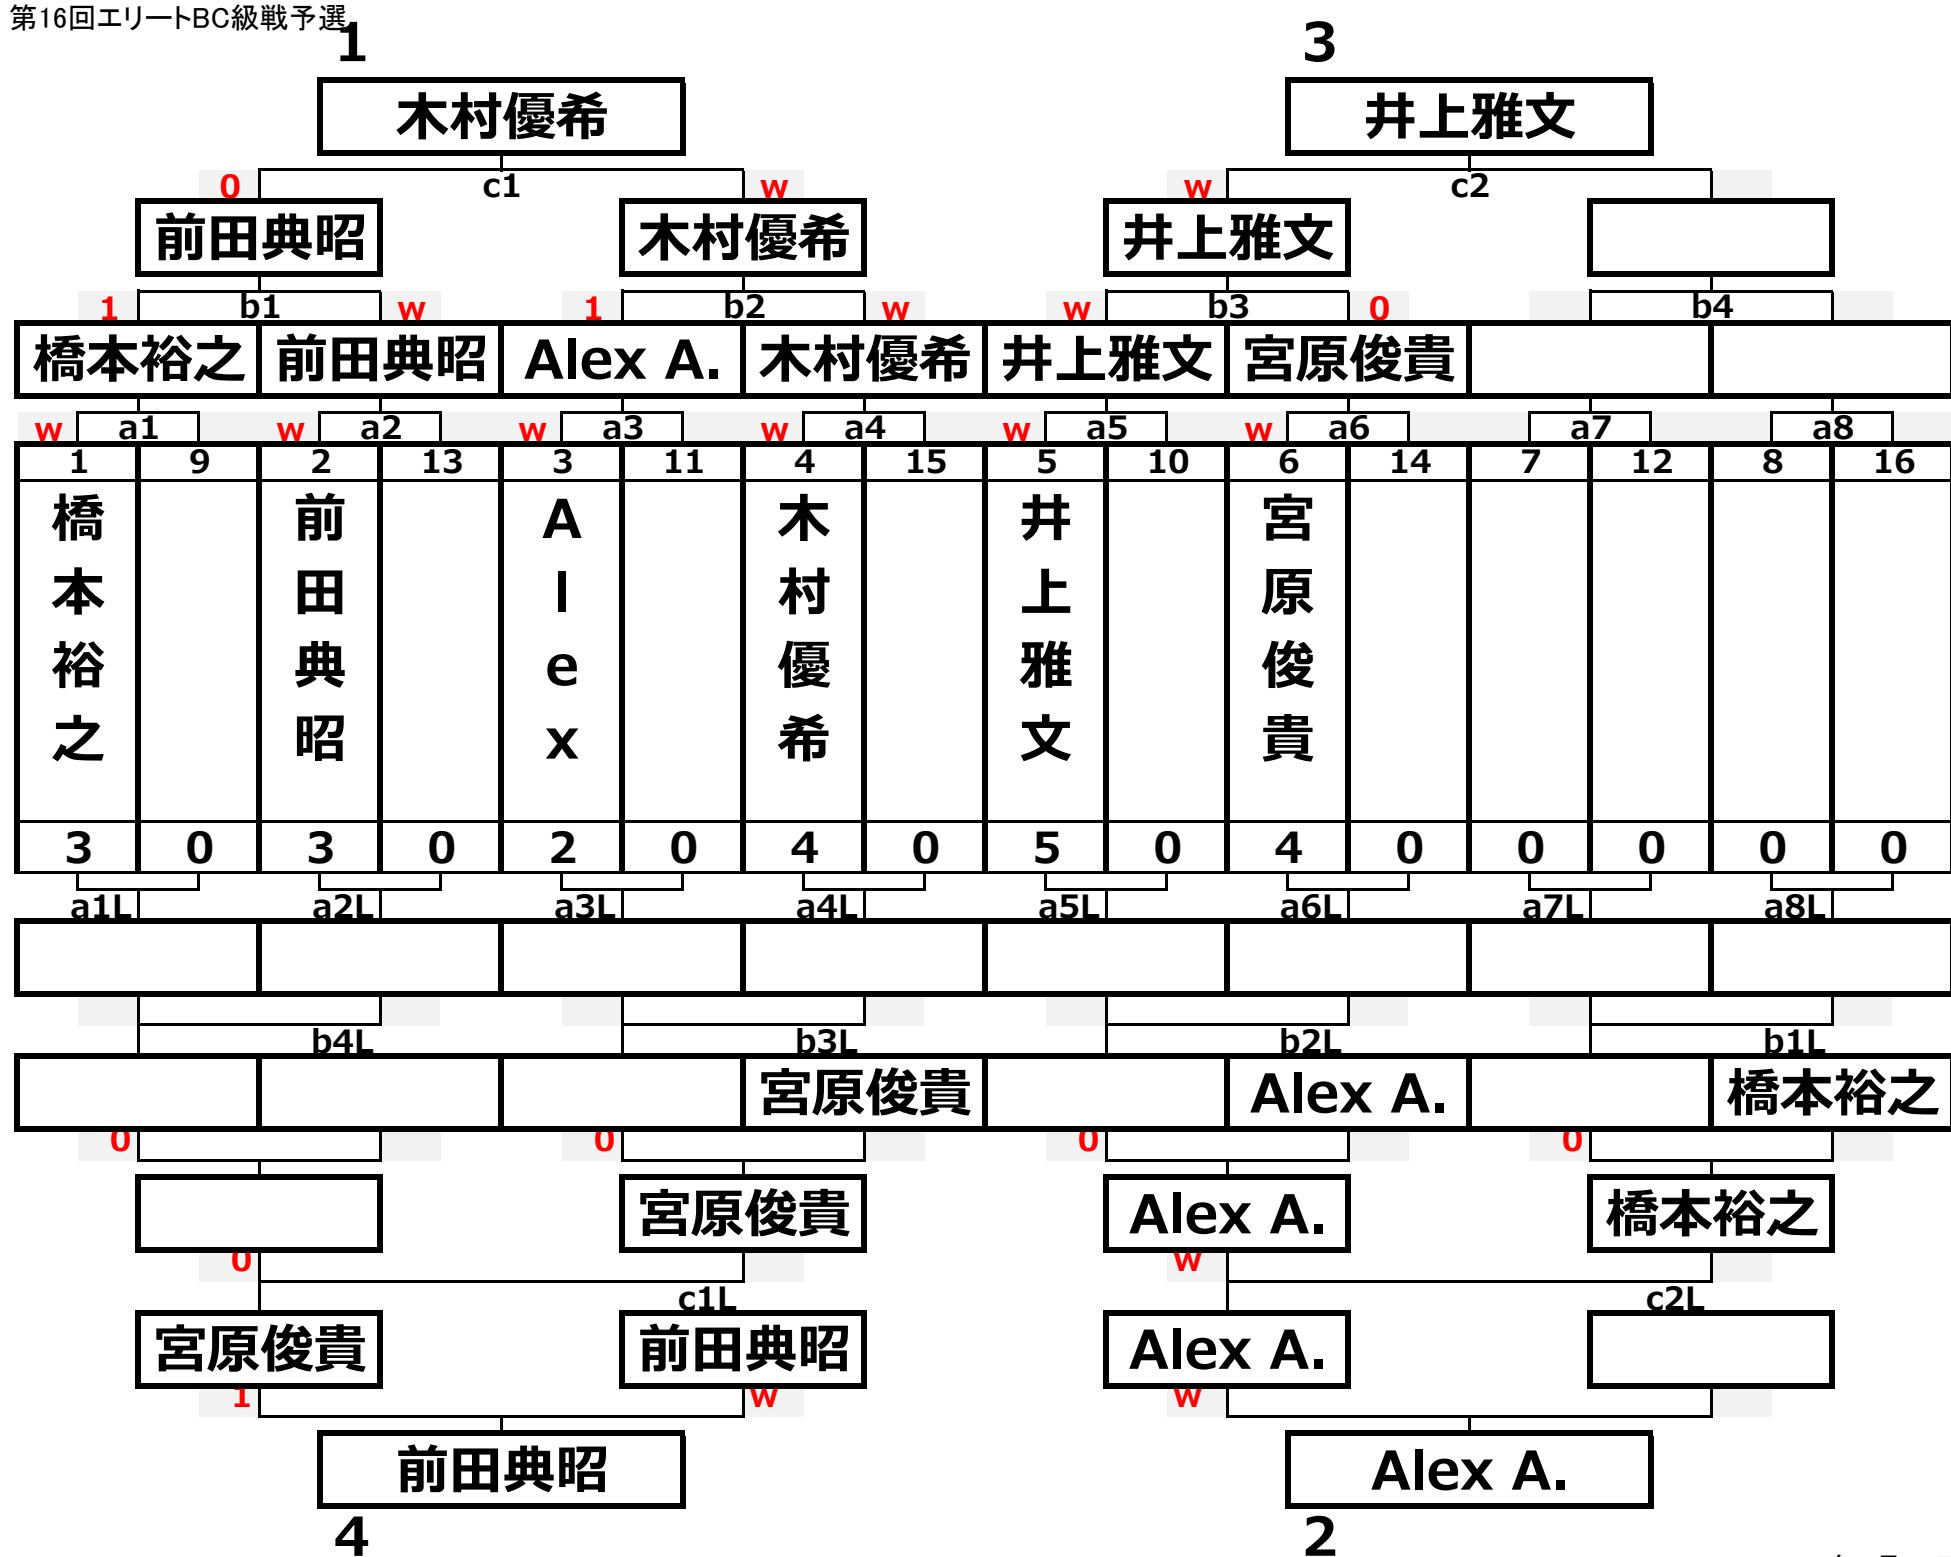 第16回エリートBC級戦予選
1 3
木村優希 井上雅文
0 c1 w w c2
前田典昭 木村優希 井上雅文
1 b1 w 1 b2 w w b3 0 b4
橋本裕之 前田典昭 Alex A. 木村優希 井上雅文 宮原俊貴
w a1 w a2 w a3 w a4 w a5 w a6 a7 a8
1 9 2 13 3 11 4 15 5 10 6 14 7 12 8 16
橋本裕之 前田典昭 Alex 木村優希 井上雅文 宮原俊貴
3 0 3 0 2 0 4 0 5 0 4 0 0 0 0 0
a1L a2L a3L a4L a5L a6L a7L a8L
b4L b3L b2L b1L
宮原俊貴 Alex A. 橋本裕之
0 0 0 0
宮原俊貴 Alex A. 橋本裕之
0 w
c1L c2L
宮原俊貴 前田典昭 Alex A.
1 w w
前田典昭 Alex A.
4 2